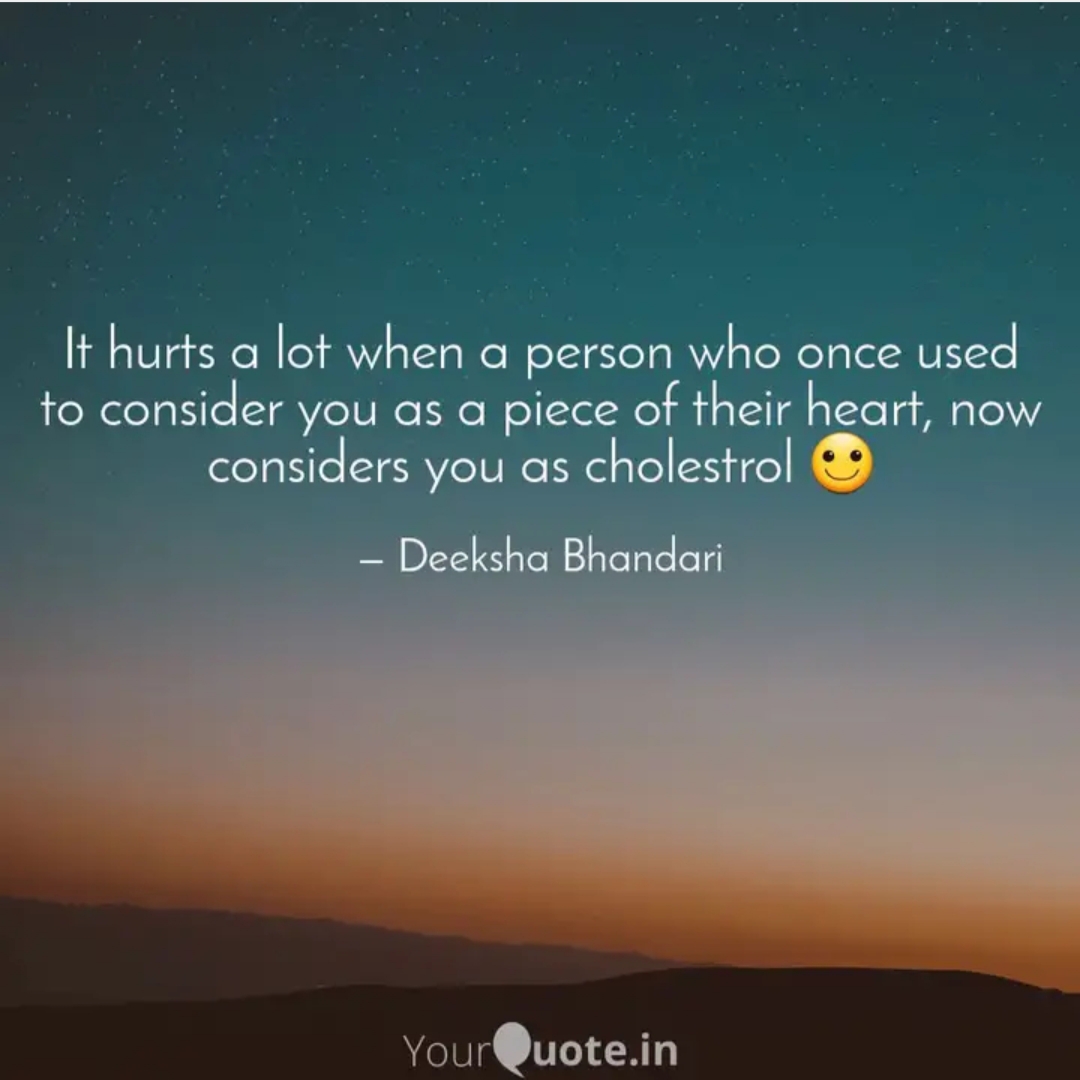 It hurts a lot when a person who once used
to consider you as a piece of their heart, now
considers you as cholestrol 🙂
– Deeksha Bhandari
YourQuote.in